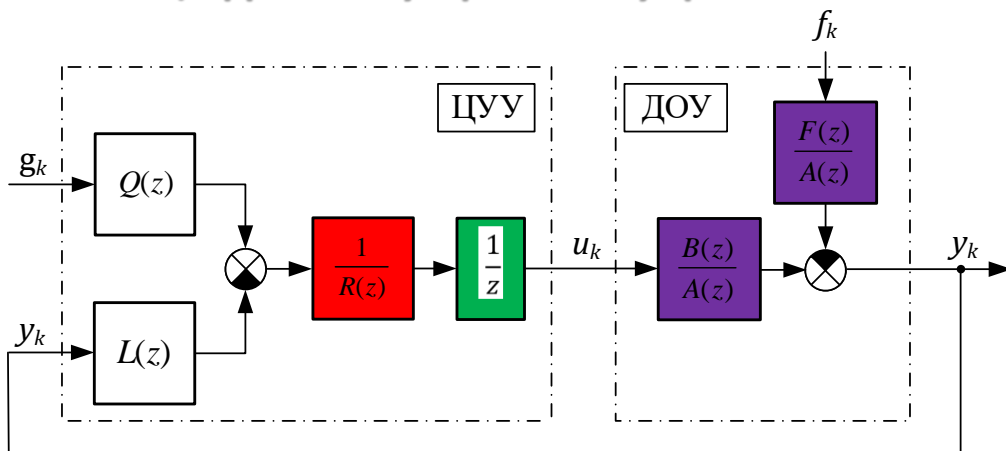 f_k
ЦУУ
ДОУ
F(z)
A(z)
g_k
Q(z)
1
R(z)
1
z
u_k
B(z)
A(z)
y_k
y_k
L(z)